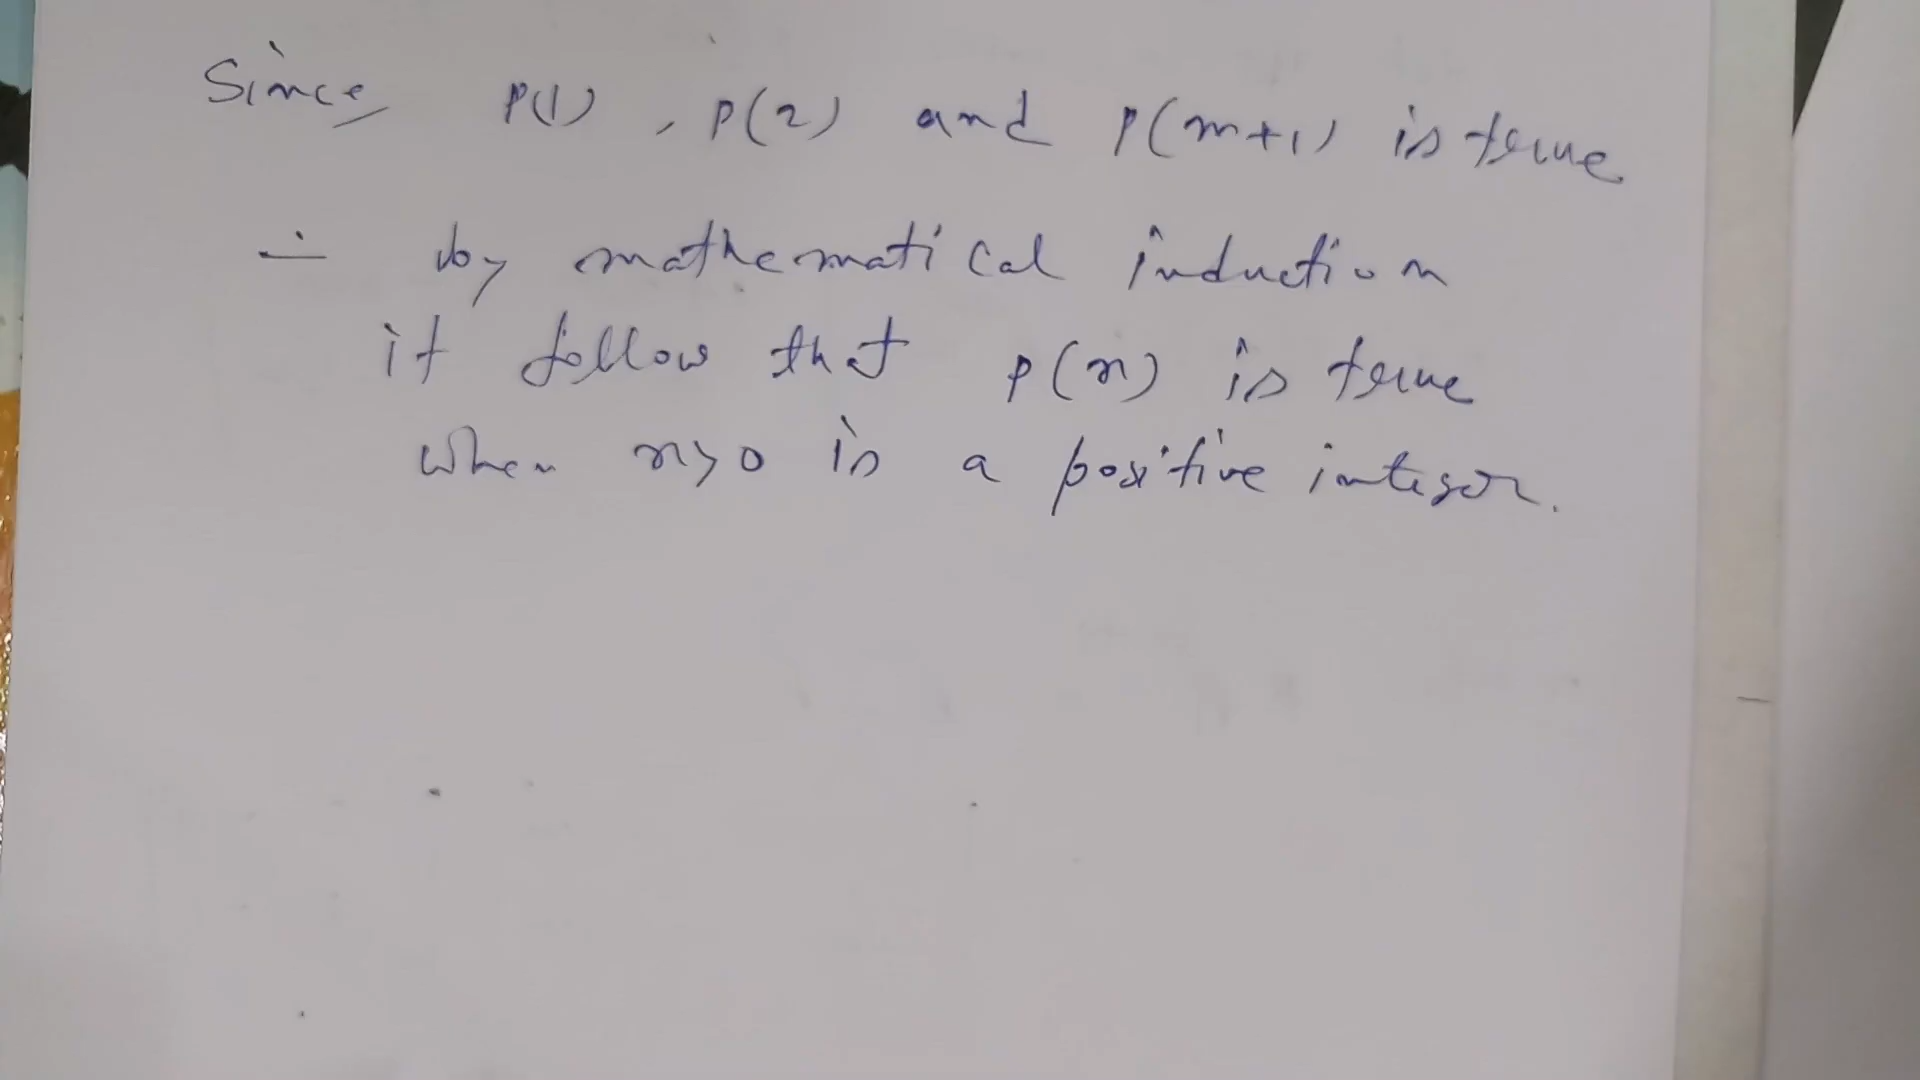 Since, P(1), P(2) and P(m+1) is true
∴ by mathematical induction
it follow that P(n) is true
when n>0 is a positive integer.